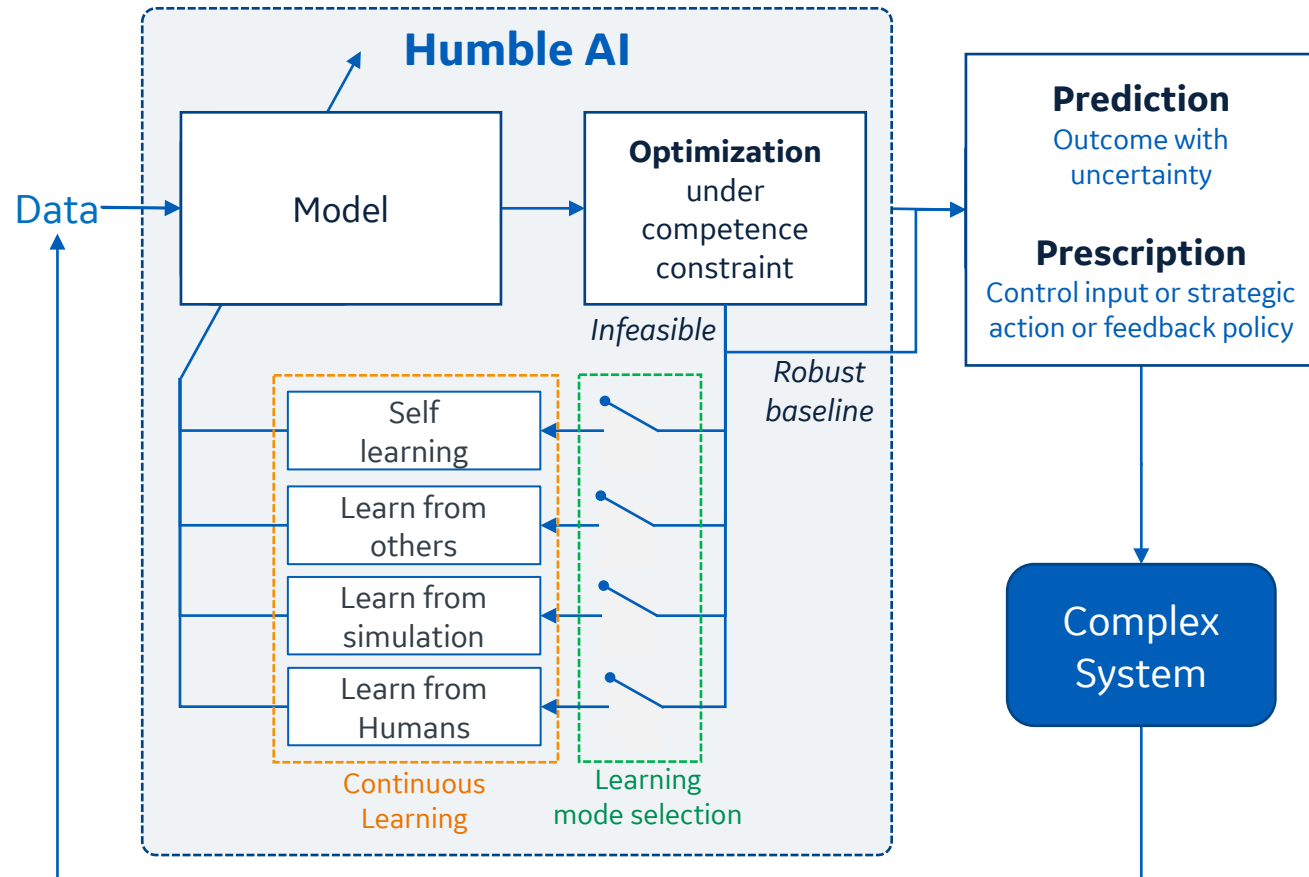 Humble AI
Data
Model
Optimization
under
competence
constraint
Prediction
Outcome with
uncertainty
Prescription
Control input or strategic
action or feedback policy
Infeasible
Robust
baseline
Self
learning
Learn from
others
Learn from
simulation
Learn from
Humans
Continuous
Learning
Learning
mode selection
Complex
System